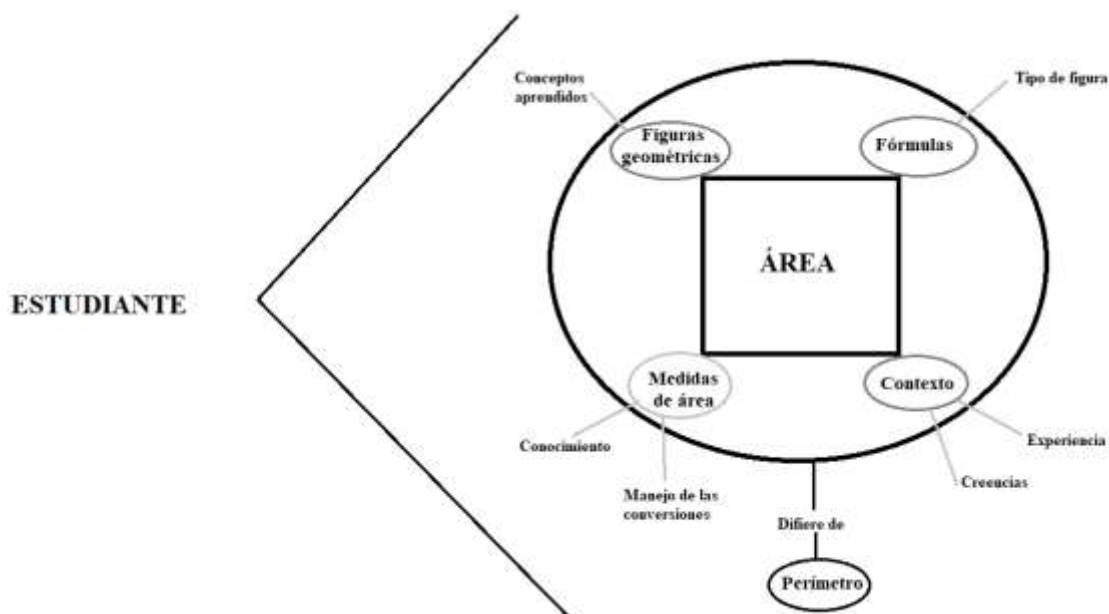 Conceptos
aprendidos
Tipo de figura
Figuras
geométricas
Fórmulas
ÁREA
ESTUDIANTE
Medidas
de área
Contexto
Conocimiento
Experiencia
Creencias
Manejo de las
conversiones
Difiere de
Perímetro